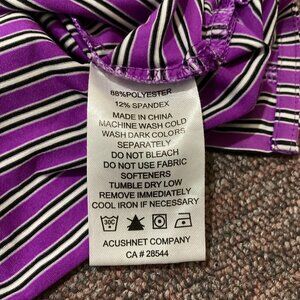 88%POLYESTER
12% SPANDEX
MADE IN CHINA
MACHINE WASH COLD
WASH DARK COLORS
SEPARATELY
DO NOT BLEACH
DO NOT USE FABRIC
SOFTENERS
TUMBLE DRY LOW
REMOVE IMMEDIATELY
COOL IRON IF NECESSARY
ACUSHNET COMPANY
CA # 28544